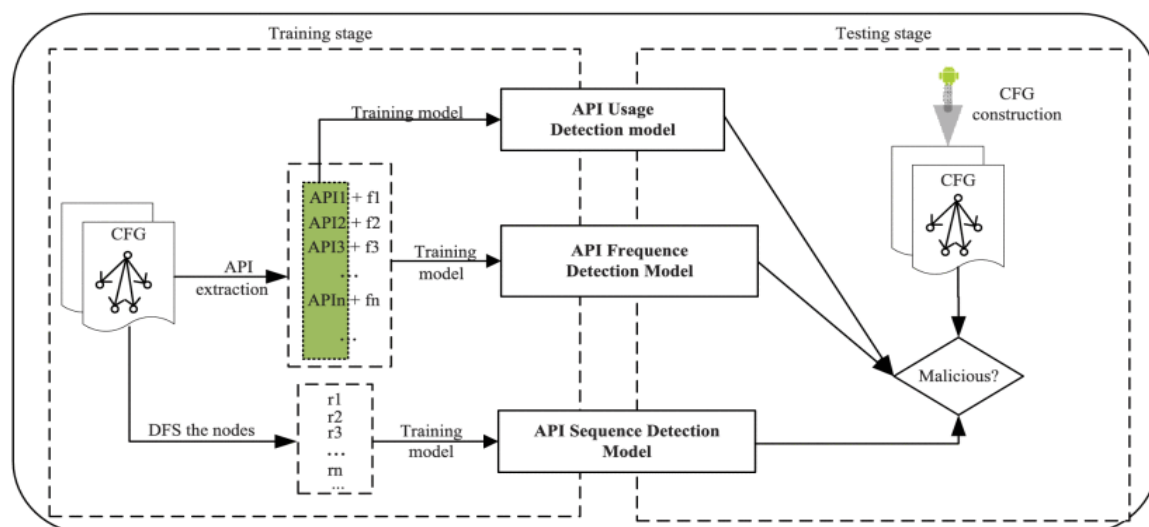 Training stage
Testing stage
API Usage
Detection model
Training model
CFG
construction
CFG
API1 + f1
API2 + f2
API3 + f3
...
APIn + fn
...
CFG
API
extraction
Training
model
API Frequence
Detection Model
Malicious?
DFS the nodes
r1
r2
r3
...
rn
...
Training
model
API Sequence Detection
Model